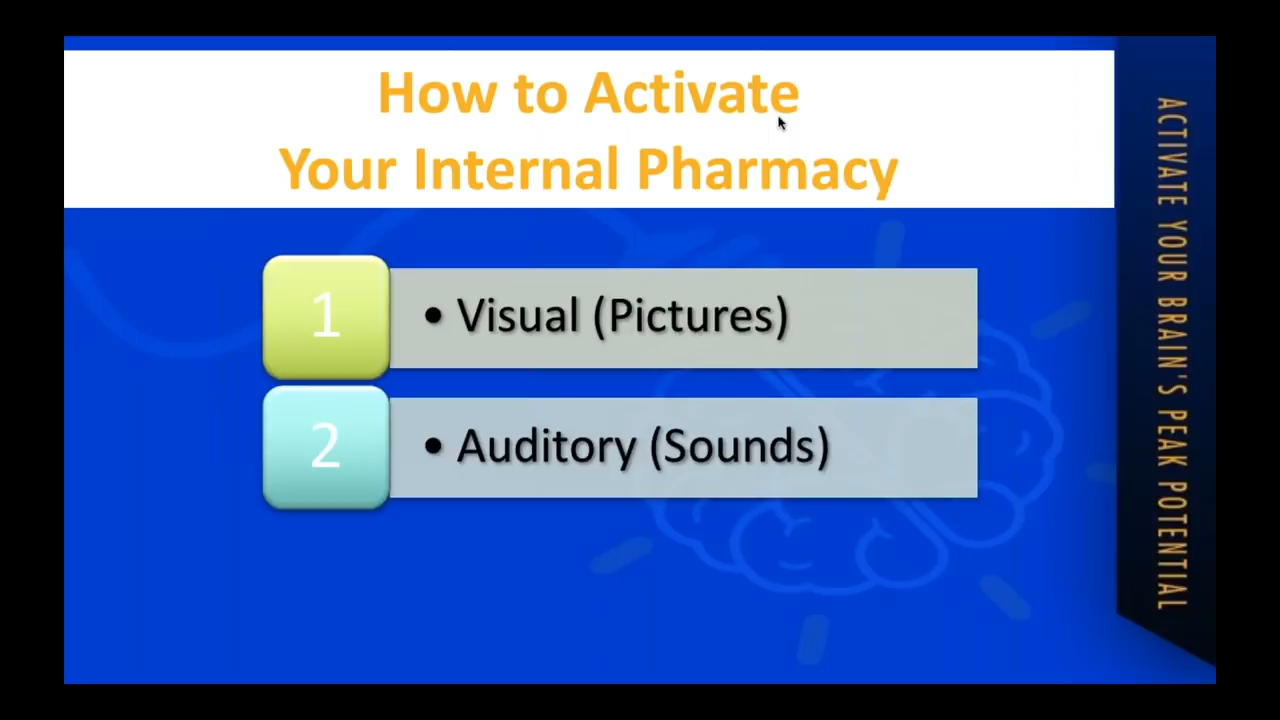 How to Activate
Your Internal Pharmacy
1
• Visual (Pictures)
2
• Auditory (Sounds)
ACTIVATE YOUR BRAIN'S PEAK POTENTIAL